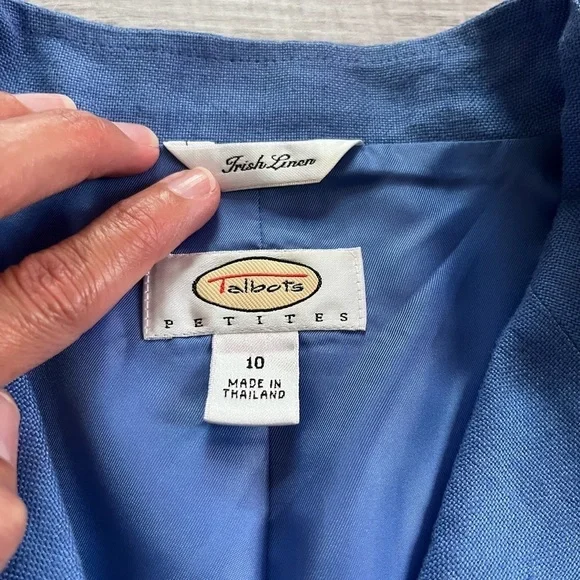 Irish Linen
Talbots
PETITES
10
MADE IN
THAILAND